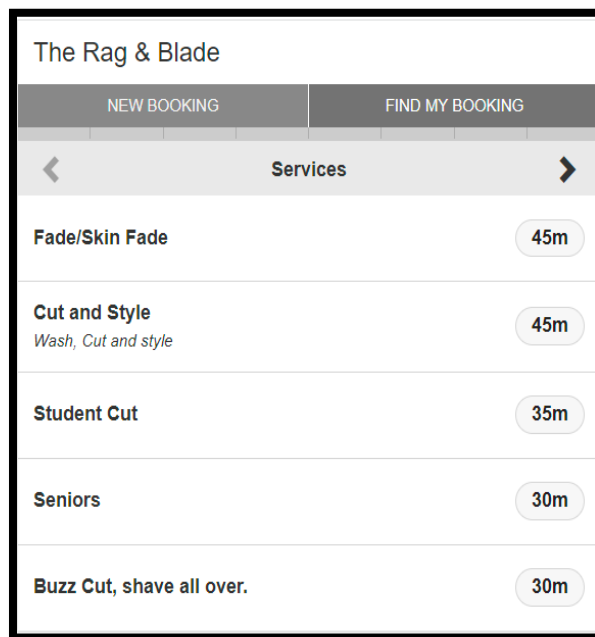 The Rag & Blade
NEW BOOKING FIND MY BOOKING
Services
Fade/Skin Fade 45m
Cut and Style 45m
Wash, Cut and style
Student Cut 35m
Seniors 30m
Buzz Cut, shave all over. 30m